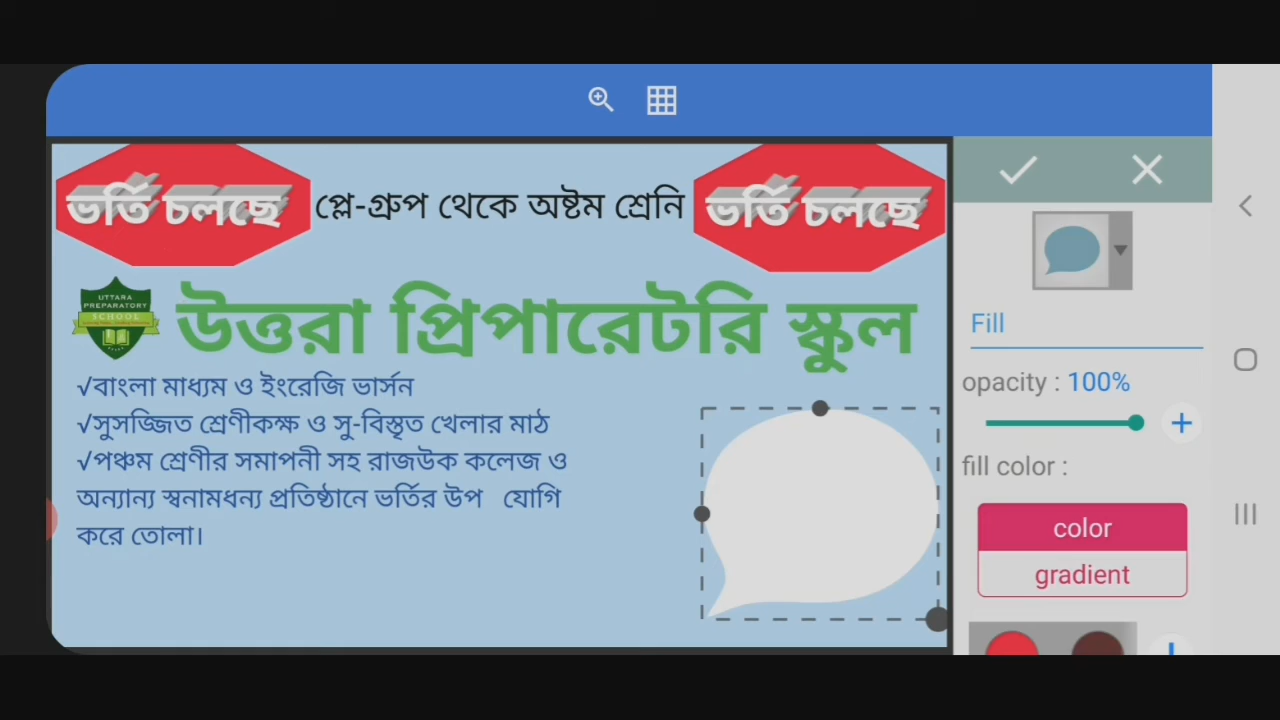 ভর্তি চলছে
প্লে-গ্রুপ থেকে অষ্টম শ্রেনি
ভর্তি চলছে
UTTARA
PREPARATORY
SCHOOL
উত্তরা প্রিপারেটরি স্কুল
√বাংলা মাধ্যম ও ইংরেজি ভার্সন
√সুসজ্জিত শ্রেণীকক্ষ ও সু-বিস্তৃত খেলার মাঠ
√পঞ্চম শ্রেণীর সমাপনী সহ রাজউক কলেজ ও
অন্যান্য স্বনামধন্য প্রতিষ্ঠানে ভর্তির উপ যোগি
করে তোলা।
Fill
opacity : 100%
fill color :
color
gradient